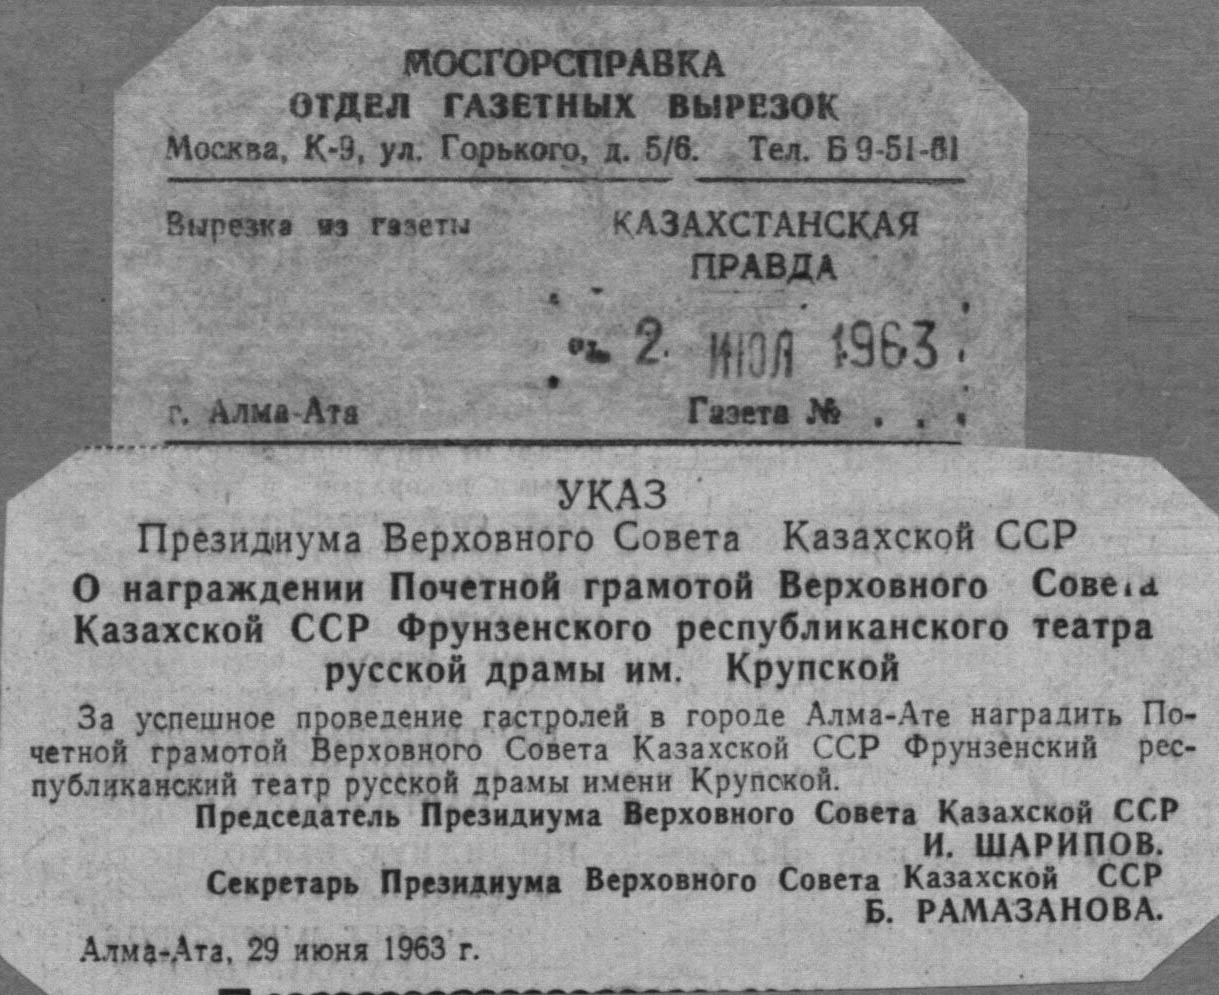 МОСГОРСПРАВКА
ОТДЕЛ ГАЗЕТНЫХ ВЫРЕЗОК
Москва, К-9, ул. Горького, д. 5/6. Тел. Б 9-51-61
Вырезка из газеты
КАЗАХСТАНСКАЯ
ПРАВДА
от 2 ИЮЛ 1963
г. Алма-Ата Газета № . . .
УКАЗ
Президиума Верховного Совета Казахской ССР
О награждении Почетной грамотой Верховного Совета
Казахской ССР Фрунзенского республиканского театра
русской драмы им. Крупской
За успешное проведение гастролей в городе Алма-Ате наградить По-
четной грамотой Верховного Совета Казахской ССР Фрунзенский рес-
публиканский театр русской драмы имени Крупской.
Председатель Президиума Верховного Совета Казахской ССР
И. ШАРИПОВ.
Секретарь Президиума Верховного Совета Казахской ССР
Б. РАМАЗАНОВА.
Алма-Ата, 29 июня 1963 г.